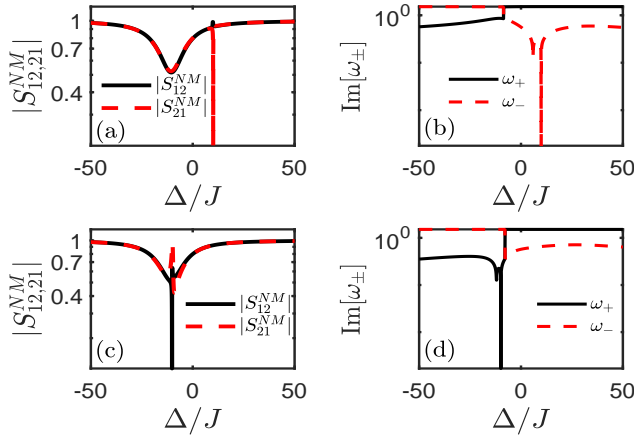 |S^{NM}_{12,21}|
1
0.7
0.4
|S^{NM}_{12}|
|S^{NM}_{21}|
(a)
-50 0 50
Δ/J
Im[ω_±]
10^0
ω_+
ω_−
(b)
-50 0 50
Δ/J
|S^{NM}_{12,21}|
1
0.7
0.4
|S^{NM}_{12}|
|S^{NM}_{21}|
(c)
-50 0 50
Δ/J
Im[ω_±]
10^0
ω_+
ω_−
(d)
-50 0 50
Δ/J